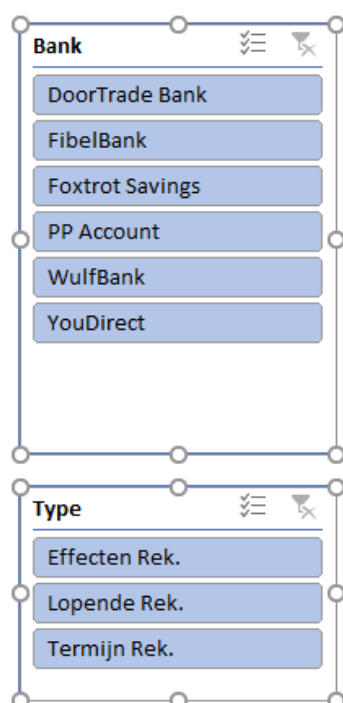 Bank
DoorTrade Bank
FibelBank
Foxtrot Savings
PP Account
WulfBank
YouDirect
Type
Effecten Rek.
Lopende Rek.
Termijn Rek.